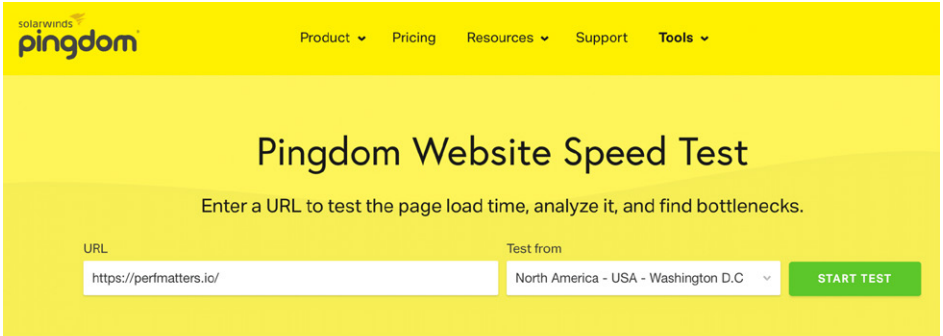 solarwinds
pingdom
Product Pricing Resources Support Tools
Pingdom Website Speed Test
Enter a URL to test the page load time, analyze it, and find bottlenecks.
URL Test from
https://perfmatters.io/ North America - USA - Washington D.C START TEST